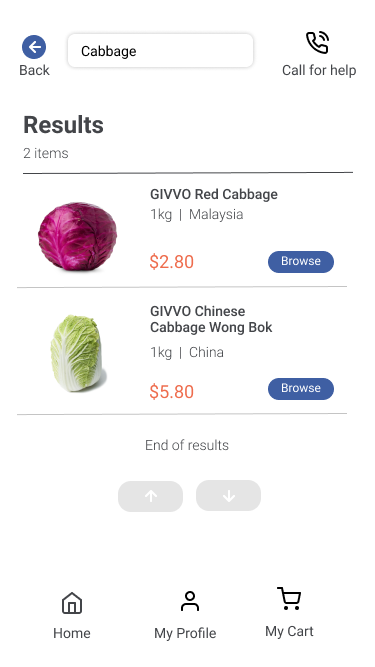 Cabbage
Back
Call for help
Results
2 items
GIVVO Red Cabbage
1kg | Malaysia
$2.80
Browse
GIVVO Chinese
Cabbage Wong Bok
1kg | China
$5.80
Browse
End of results
Home
My Profile
My Cart